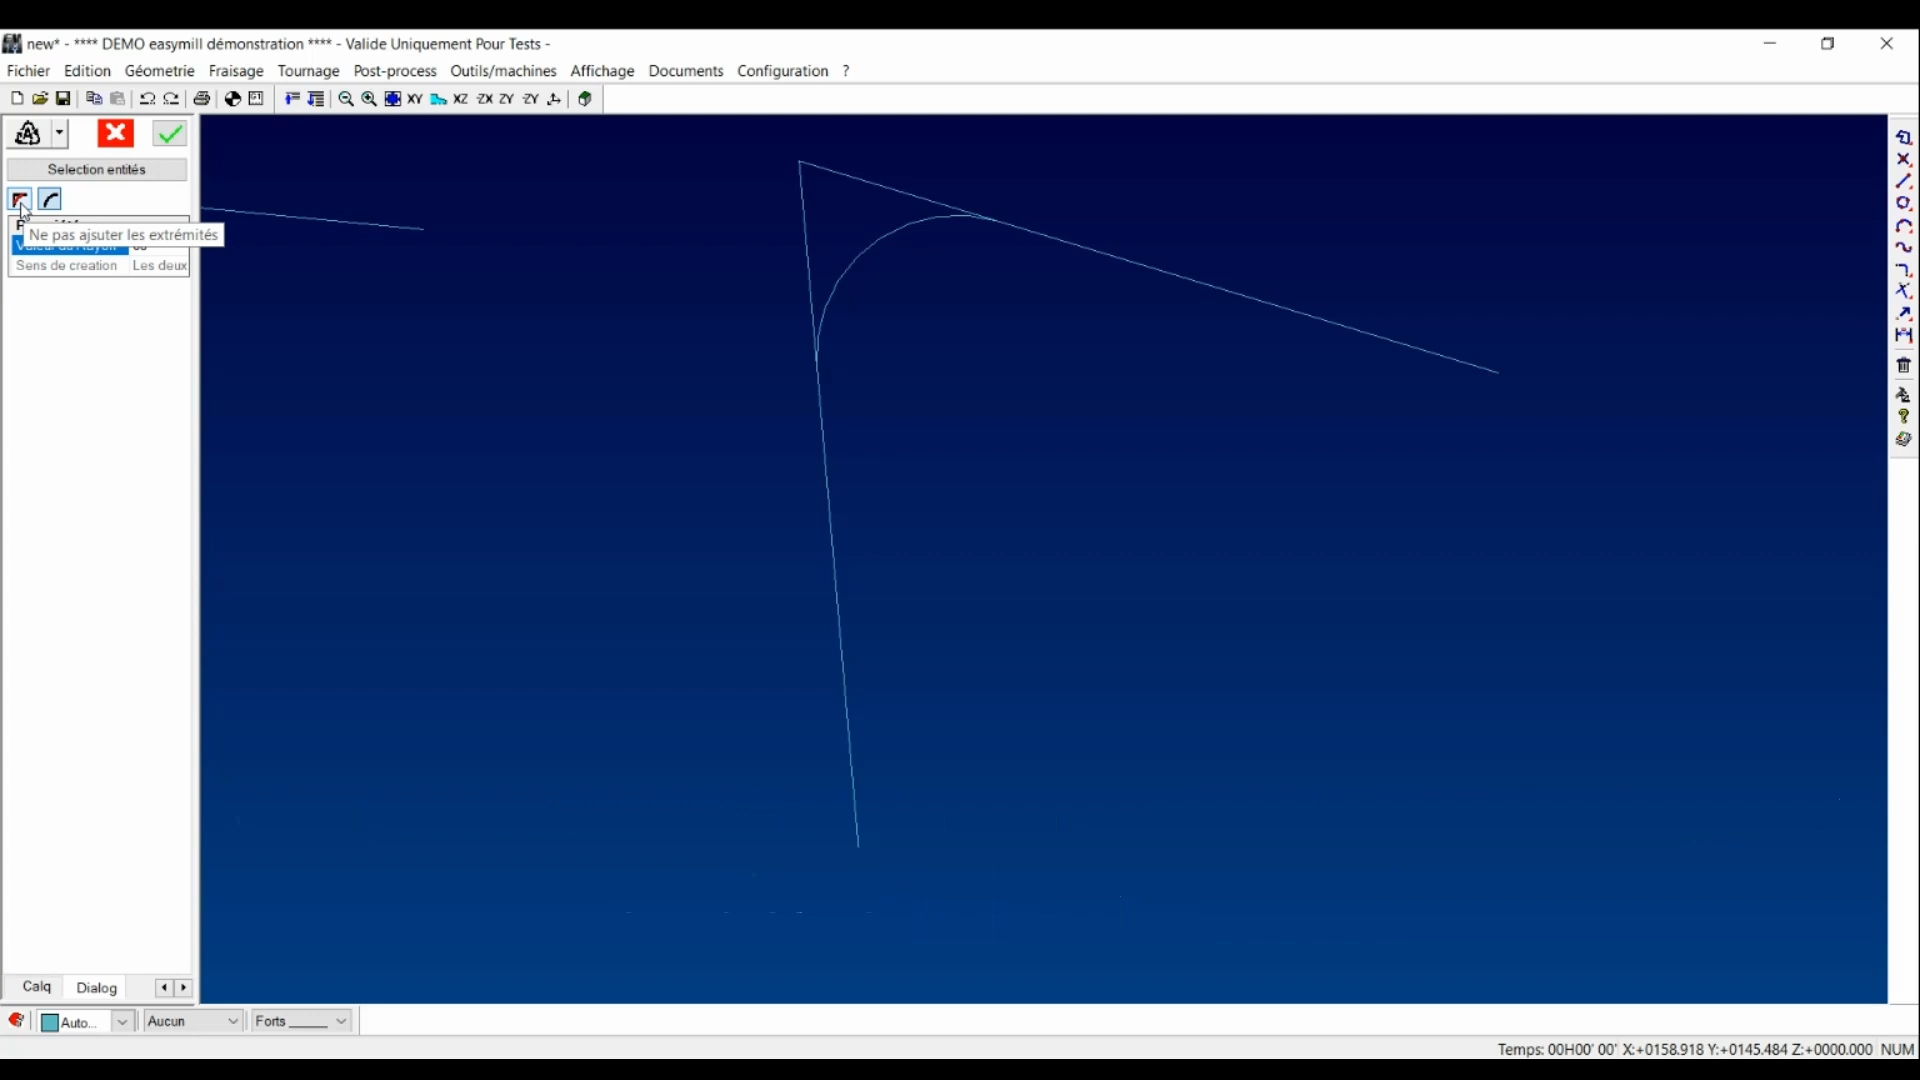 new* - **** DEMO easymill démonstration **** - Valide Uniquement Pour Tests -
Fichier Edition Géometrie Fraisage Tournage Post-process Outils/machines Affichage Documents Configuration ?
XY XZ ZX ZY ZY
Selection entités
Ne pas ajuter les extrémités
Sens de creation Les deux
Calq Dialog
Auto... Aucun Forts
Temps: 00H00' 00' X:+0158.918 Y:+0145.484 Z:+0000.000 NUM